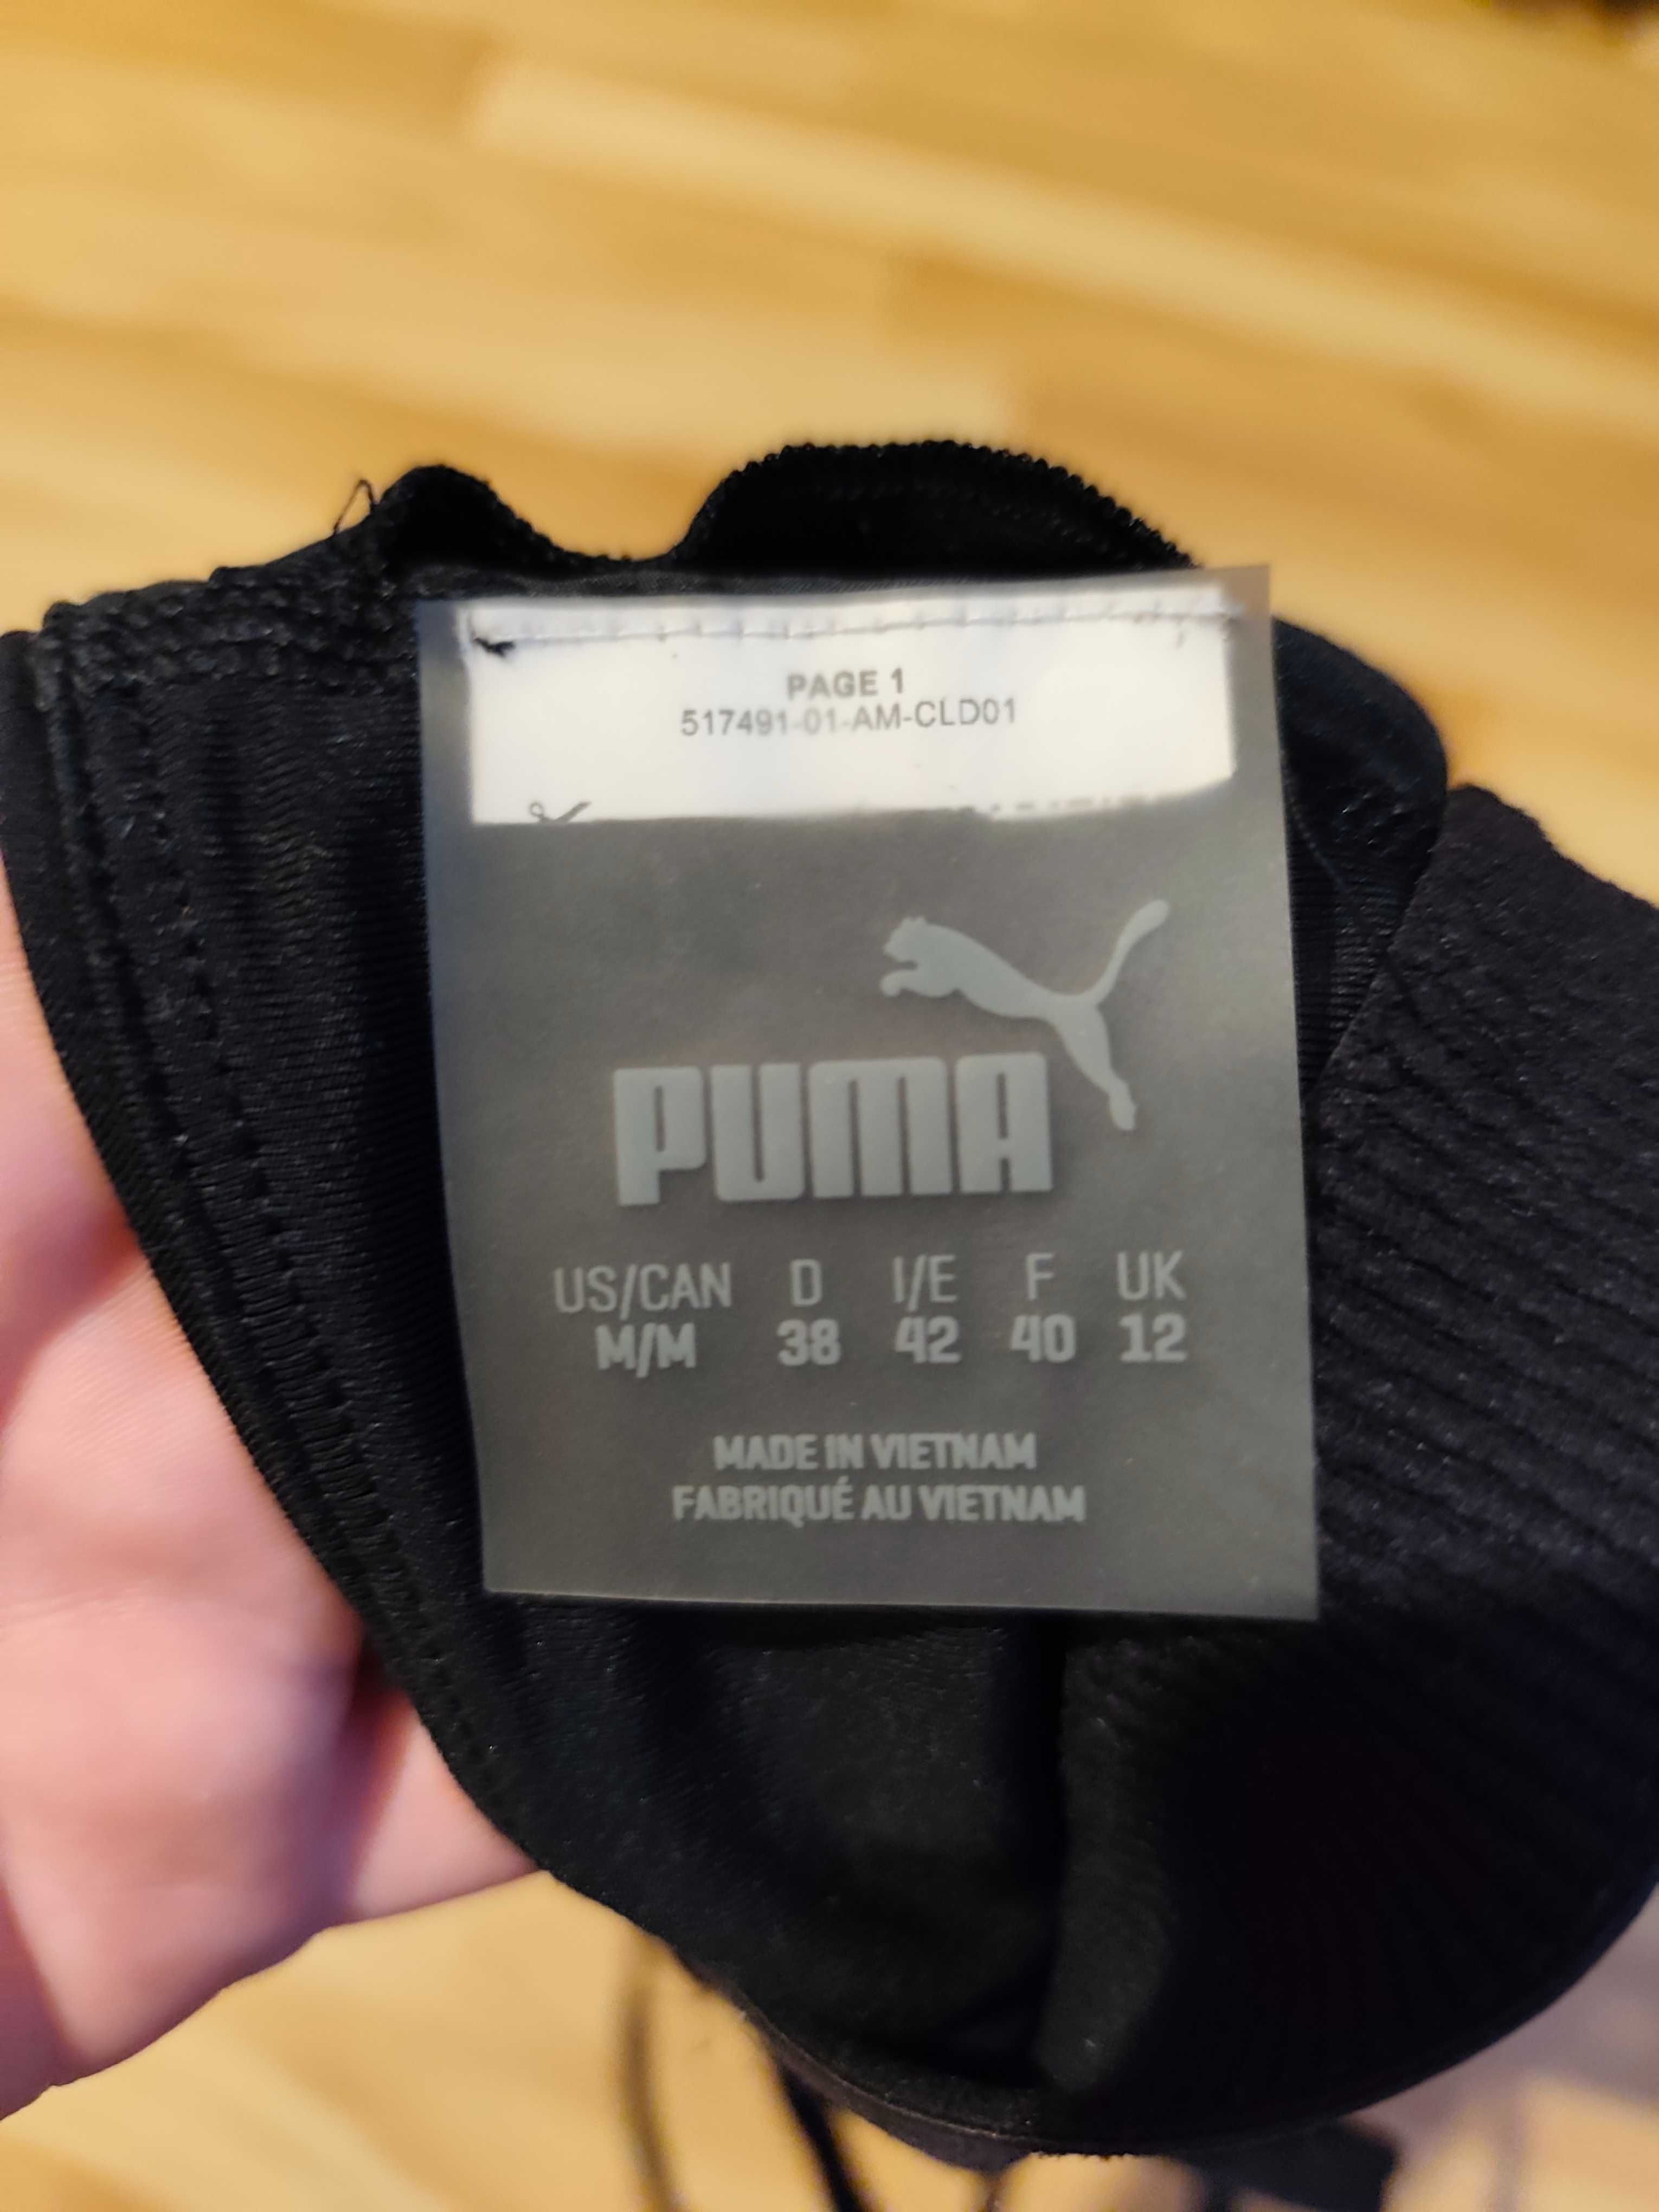 PAGE 1
517491-01-AM-CLD01
PUMA
US/CAN D I/E F UK
M/M 38 42 40 12
MADE IN VIETNAM
FABRIQUÉ AU VIETNAM